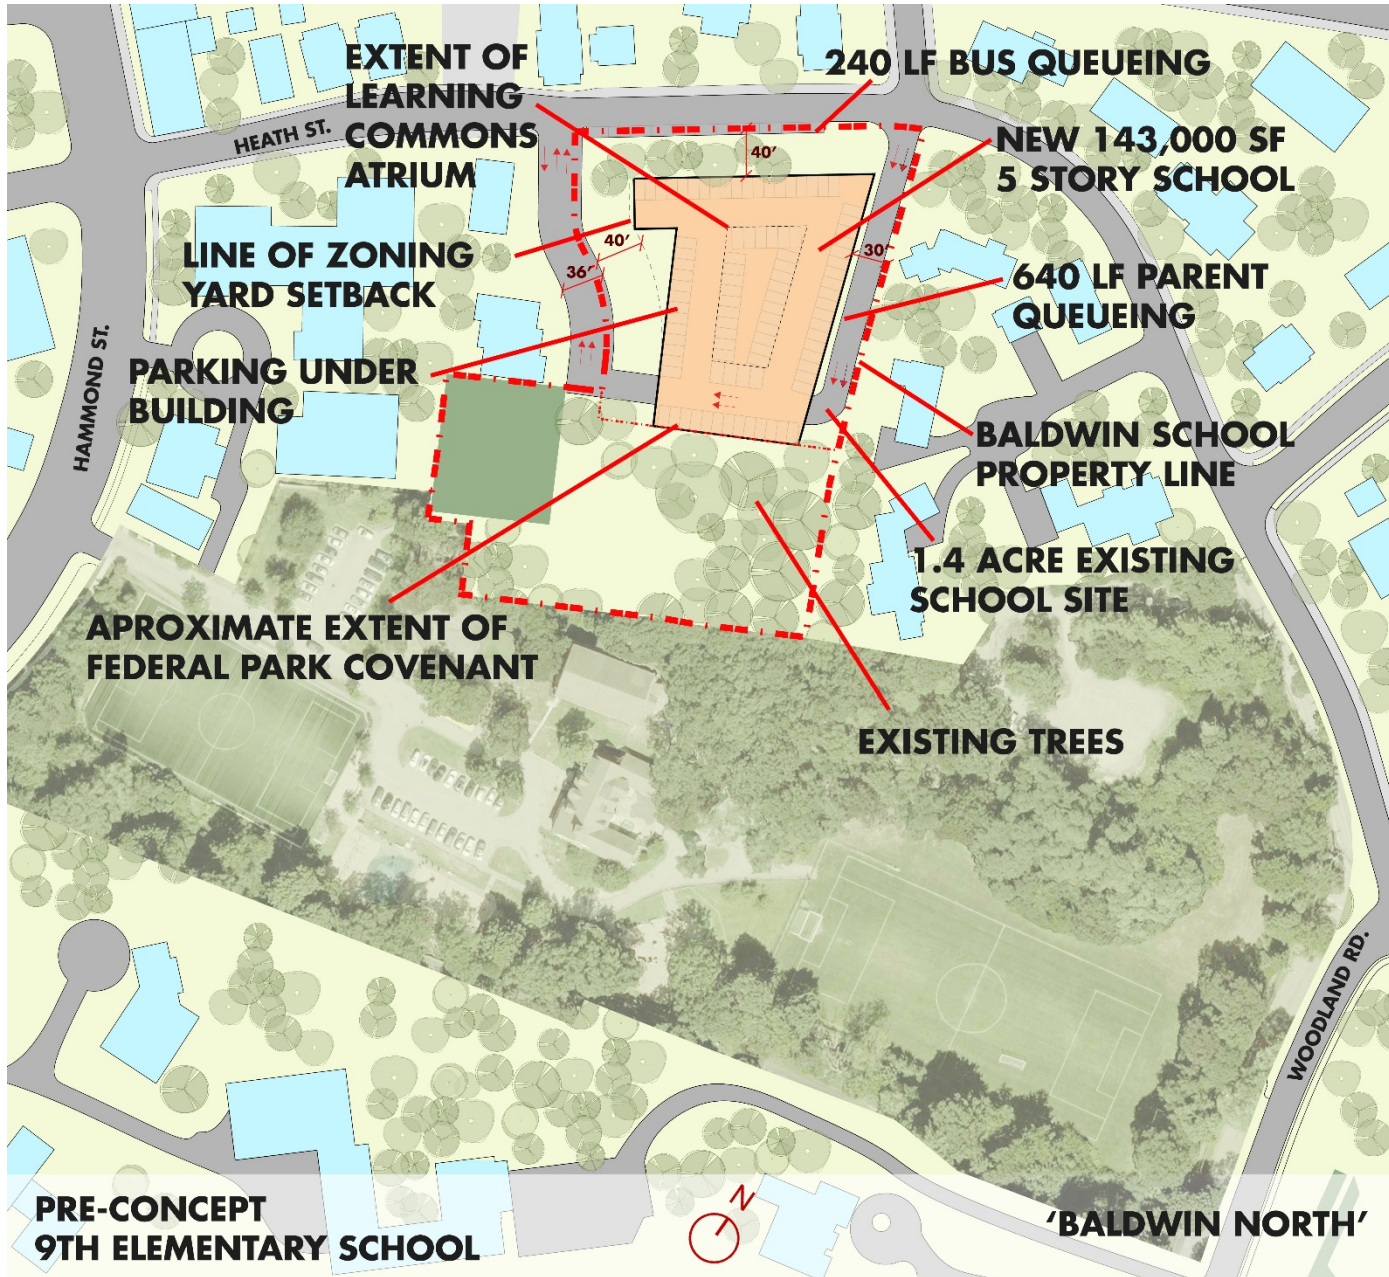 EXTENT OF
LEARNING
COMMONS
ATRIUM
240 LF BUS QUEUEING
HEATH ST.
40′
NEW 143,000 SF
5 STORY SCHOOL
LINE OF ZONING
YARD SETBACK
40′
36′
30′
640 LF PARENT
QUEUEING
HAMMOND ST.
PARKING UNDER
BUILDING
BALDWIN SCHOOL
PROPERTY LINE
1.4 ACRE EXISTING
SCHOOL SITE
APROXIMATE EXTENT OF
FEDERAL PARK COVENANT
EXISTING TREES
WOODLAND RD.
PRE-CONCEPT
9TH ELEMENTARY SCHOOL
N
'BALDWIN NORTH'